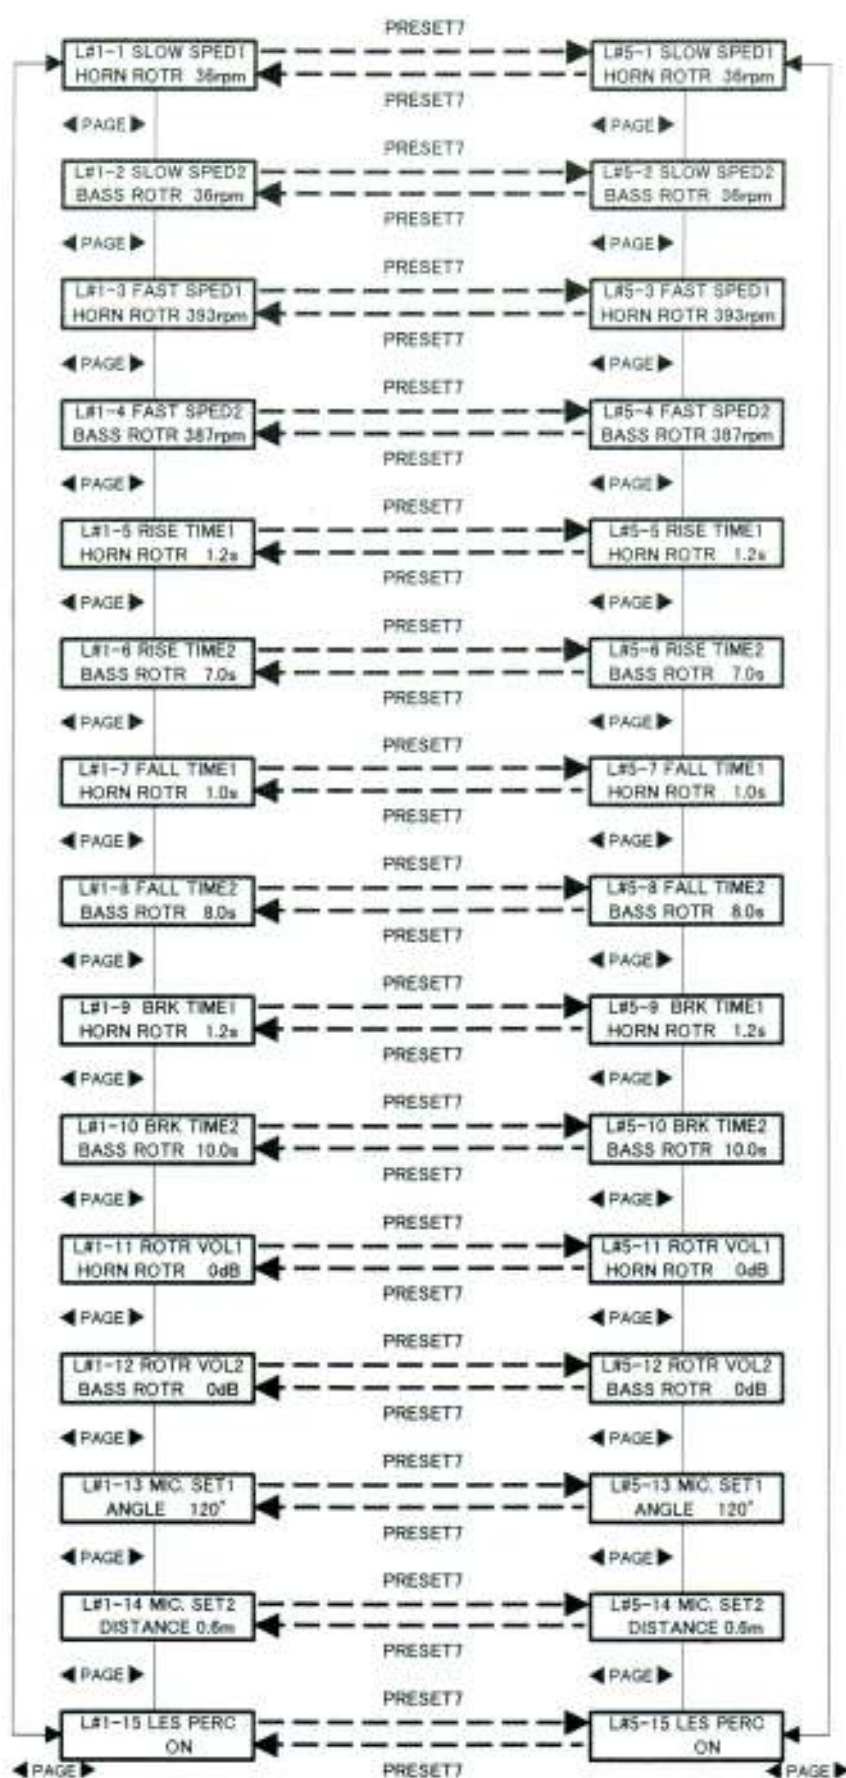 PRESET7
L#1-1 SLOW SPED1 L#5-1 SLOW SPED1
HORN ROTR 36rpm HORN ROTR 36rpm
PRESET7
◀PAGE▶ ◀PAGE▶
PRESET7
L#1-2 SLOW SPED2 L#5-2 SLOW SPED2
BASS ROTR 36rpm BASS ROTR 36rpm
PRESET7
◀PAGE▶ ◀PAGE▶
PRESET7
L#1-3 FAST SPED1 L#5-3 FAST SPED1
HORN ROTR 393rpm HORN ROTR 393rpm
PRESET7
◀PAGE▶ ◀PAGE▶
PRESET7
L#1-4 FAST SPED2 L#5-4 FAST SPED2
BASS ROTR 387rpm BASS ROTR 387rpm
PRESET7
◀PAGE▶ ◀PAGE▶
PRESET7
L#1-5 RISE TIME1 L#5-5 RISE TIME1
HORN ROTR 1.2s HORN ROTR 1.2s
PRESET7
◀PAGE▶ ◀PAGE▶
PRESET7
L#1-6 RISE TIME2 L#5-6 RISE TIME2
BASS ROTR 7.0s BASS ROTR 7.0s
PRESET7
◀PAGE▶ ◀PAGE▶
PRESET7
L#1-7 FALL TIME1 L#5-7 FALL TIME1
HORN ROTR 1.0s HORN ROTR 1.0s
PRESET7
◀PAGE▶ ◀PAGE▶
PRESET7
L#1-8 FALL TIME2 L#5-8 FALL TIME2
BASS ROTR 8.0s BASS ROTR 8.0s
PRESET7
◀PAGE▶ ◀PAGE▶
PRESET7
L#1-9 BRK TIME1 L#5-9 BRK TIME1
HORN ROTR 1.2s HORN ROTR 1.2s
PRESET7
◀PAGE▶ ◀PAGE▶
PRESET7
L#1-10 BRK TIME2 L#5-10 BRK TIME2
BASS ROTR 10.0s BASS ROTR 10.0s
PRESET7
◀PAGE▶ ◀PAGE▶
PRESET7
L#1-11 ROTR VOL1 L#5-11 ROTR VOL1
HORN ROTR 0dB HORN ROTR 0dB
PRESET7
◀PAGE▶ ◀PAGE▶
PRESET7
L#1-12 ROTR VOL2 L#5-12 ROTR VOL2
BASS ROTR 0dB BASS ROTR 0dB
PRESET7
◀PAGE▶ ◀PAGE▶
PRESET7
L#1-13 MIC. SET1 L#5-13 MIC. SET1
ANGLE 120° ANGLE 120°
PRESET7
◀PAGE▶ ◀PAGE▶
PRESET7
L#1-14 MIC. SET2 L#5-14 MIC. SET2
DISTANCE 0.6m DISTANCE 0.6m
PRESET7
◀PAGE▶ ◀PAGE▶
PRESET7
L#1-15 LES PERC L#5-15 LES PERC
ON ON
◀PAGE▶ PRESET7 ◀PAGE▶